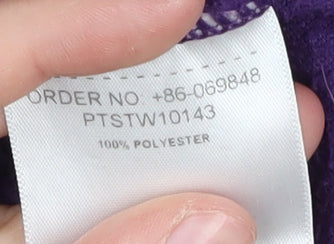 ORDER NO: +86-069848
PTSTW10143
100% POLYESTER